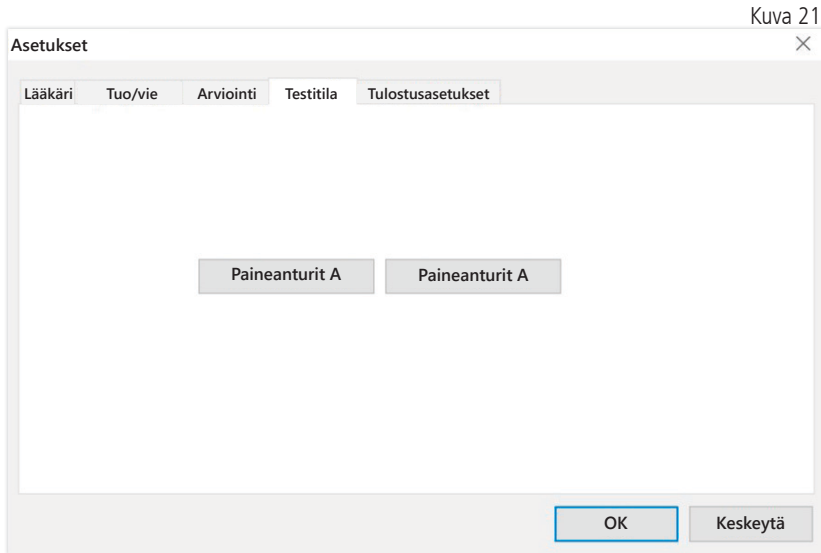 Kuva 21
Asetukset
Lääkäri Tuo/vie Arviointi Testitila Tulostusasetukset
Paineanturit A Paineanturit A
OK Keskeytä